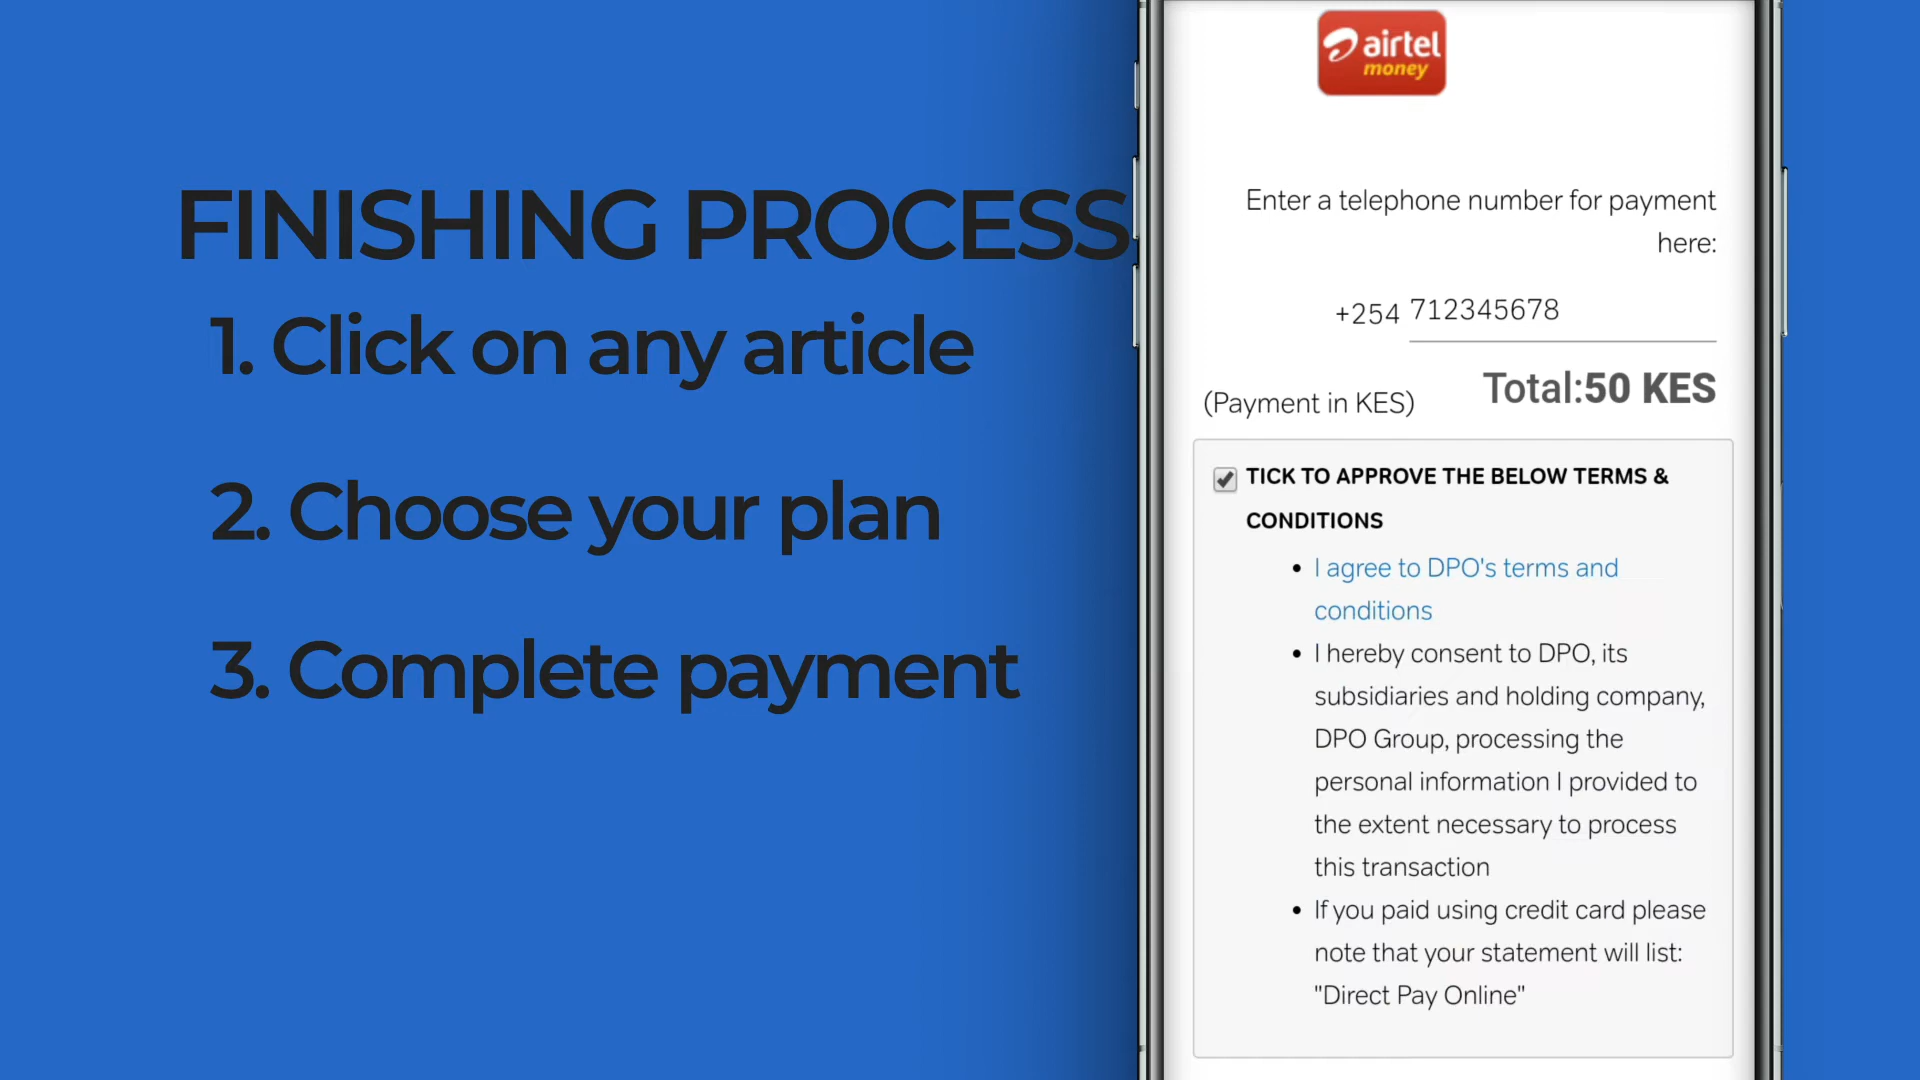 FINISHING PROCESS
1. Click on any article
2. Choose your plan
3. Complete payment
airtel
money
Enter a telephone number for payment
here:
+254 712345678
(Payment in KES) Total:50 KES
TICK TO APPROVE THE BELOW TERMS &
CONDITIONS
• I agree to DPO's terms and
conditions
• I hereby consent to DPO, its
subsidiaries and holding company,
DPO Group, processing the
personal information I provided to
the extent necessary to process
this transaction
• If you paid using credit card please
note that your statement will list:
"Direct Pay Online"